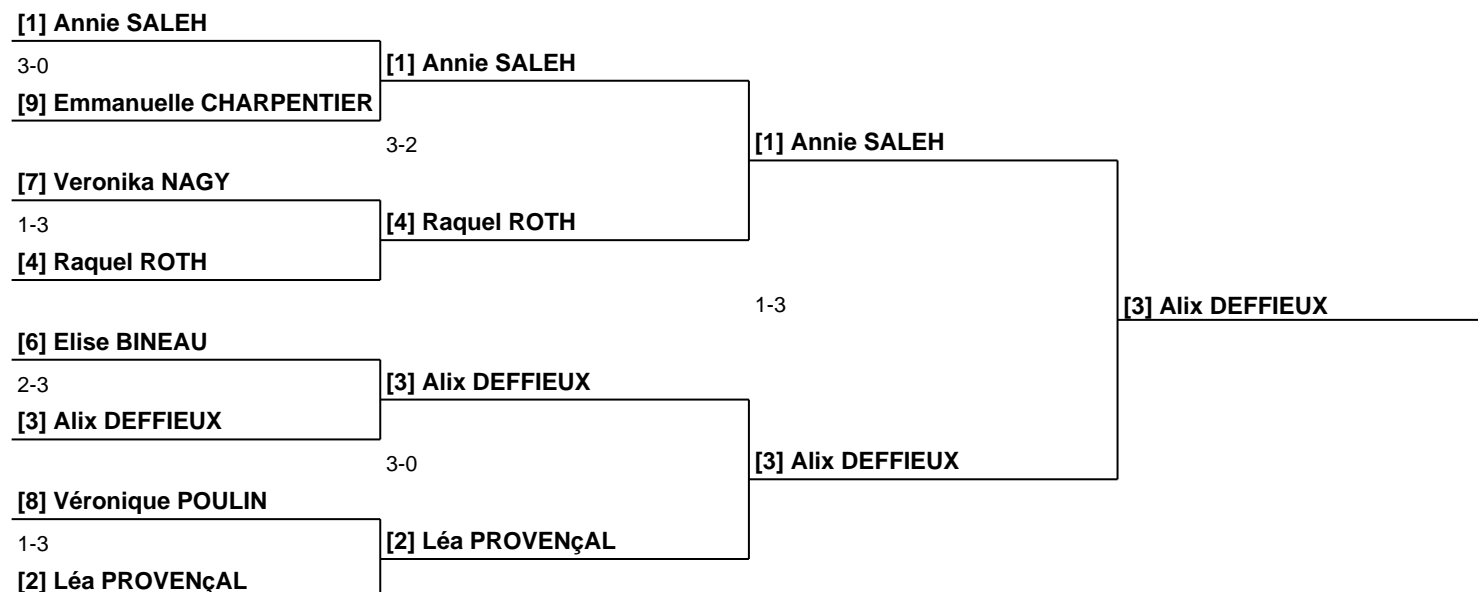 [1] Annie SALEH
3-0
[9] Emmanuelle CHARPENTIER
[1] Annie SALEH
3-2
[7] Veronika NAGY
1-3
[4] Raquel ROTH
[4] Raquel ROTH
[1] Annie SALEH
1-3
[6] Elise BINEAU
2-3
[3] Alix DEFFIEUX
[3] Alix DEFFIEUX
3-0
[8] Véronique POULIN
1-3
[2] Léa PROVENçAL
[2] Léa PROVENçAL
[3] Alix DEFFIEUX
[3] Alix DEFFIEUX